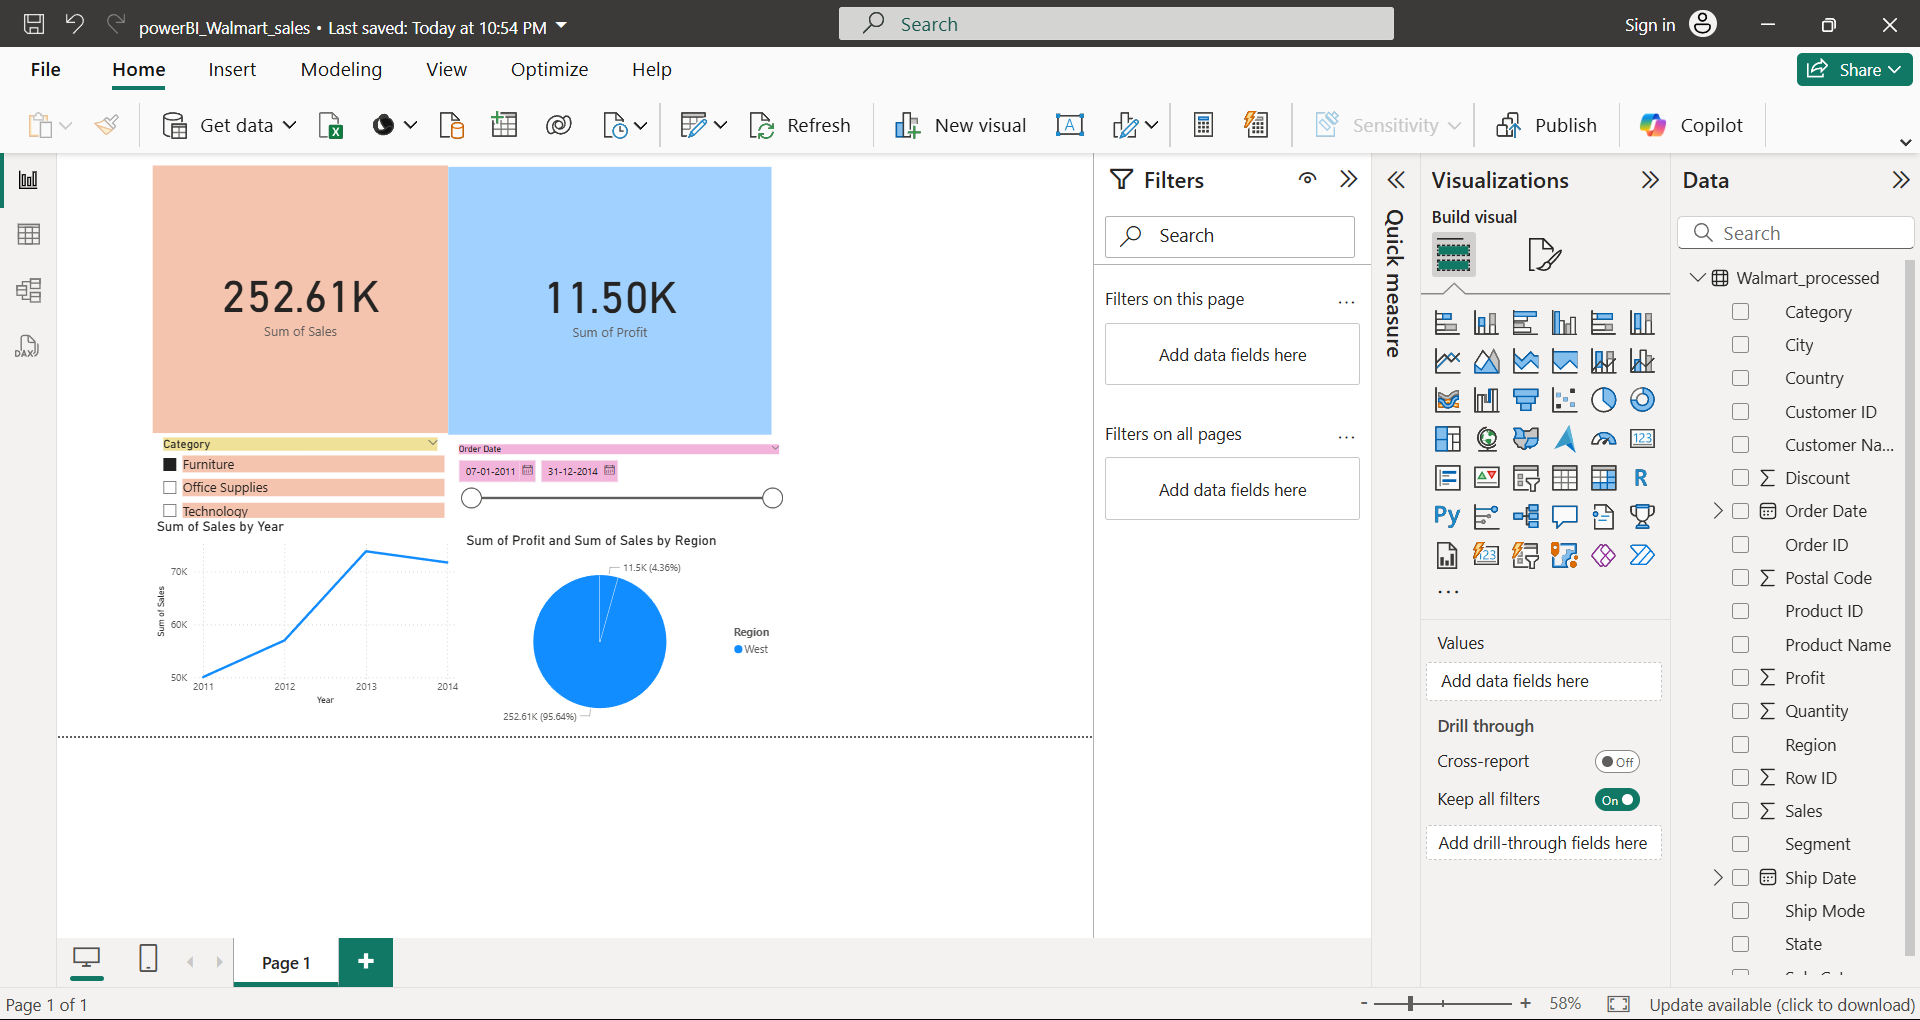 powerBI_Walmart_sales • Last saved: Today at 10:54 PM
Search
Sign in
File
Home
Insert
Modeling
View
Optimize
Help
Share
Get data
Refresh
New visual
Sensitivity
Publish
Copilot
252.61K
Sum of Sales
11.50K
Sum of Profit
Category
Furniture
Office Supplies
Technology
Order Date
07-01-2011
31-12-2014
Sum of Sales by Year
70K
60K
50K
Sum of Sales
2011
2012
2013
2014
Year
Sum of Profit and Sum of Sales by Region
11.5K (4.36%)
252.61K (95.64%)
Region
West
Filters
Search
Filters on this page
...
Add data fields here
Filters on all pages
...
Add data fields here
Quick measure
Visualizations
Build visual
123
R
Py
123
...
Values
Add data fields here
Drill through
Cross-report
Off
Keep all filters
On
Add drill-through fields here
Data
Search
Walmart_processed
Category
City
Country
Customer ID
Customer Na...
Discount
Order Date
Order ID
Postal Code
Product ID
Product Name
Profit
Quantity
Region
Row ID
Sales
Segment
Ship Date
Ship Mode
State
DAX
Page 1
+
Page 1 of 1
- + 58%
Update available (click to download)